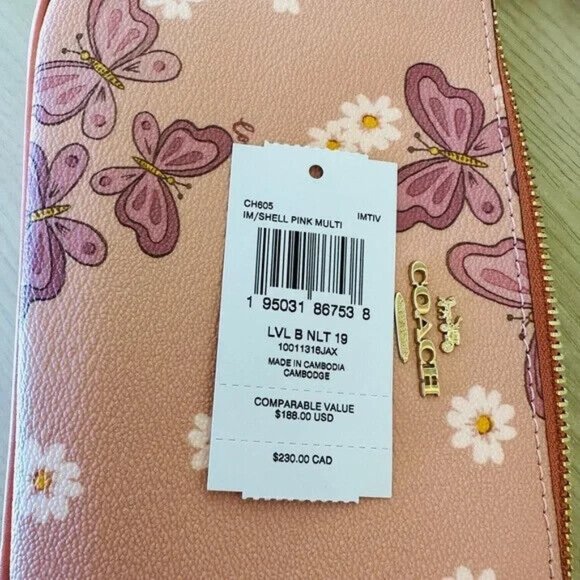 CH605
IM/SHELL PINK MULTI IMTIV
1 95031 86753 8
LVL B NLT 19
10011316JAX
MADE IN CAMBODIA
CAMBODGE
COMPARABLE VALUE
$188.00 USD
$230.00 CAD
COACH